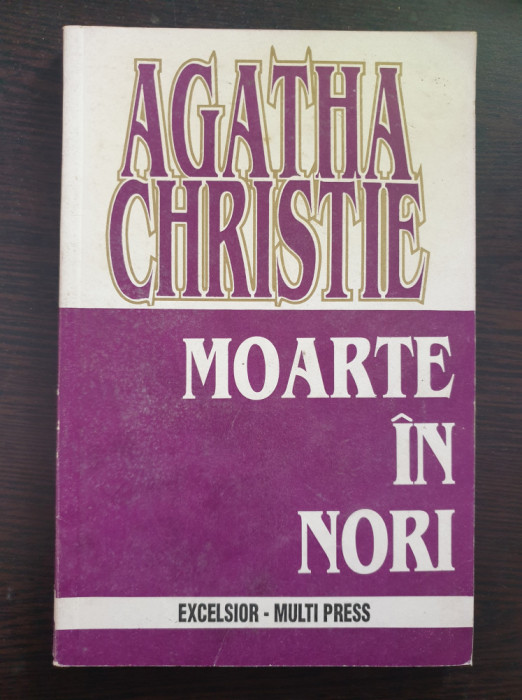 AGATHA
CHRISTIE
MOARTE
ÎN
NORI
EXCELSIOR - MULTI PRESS